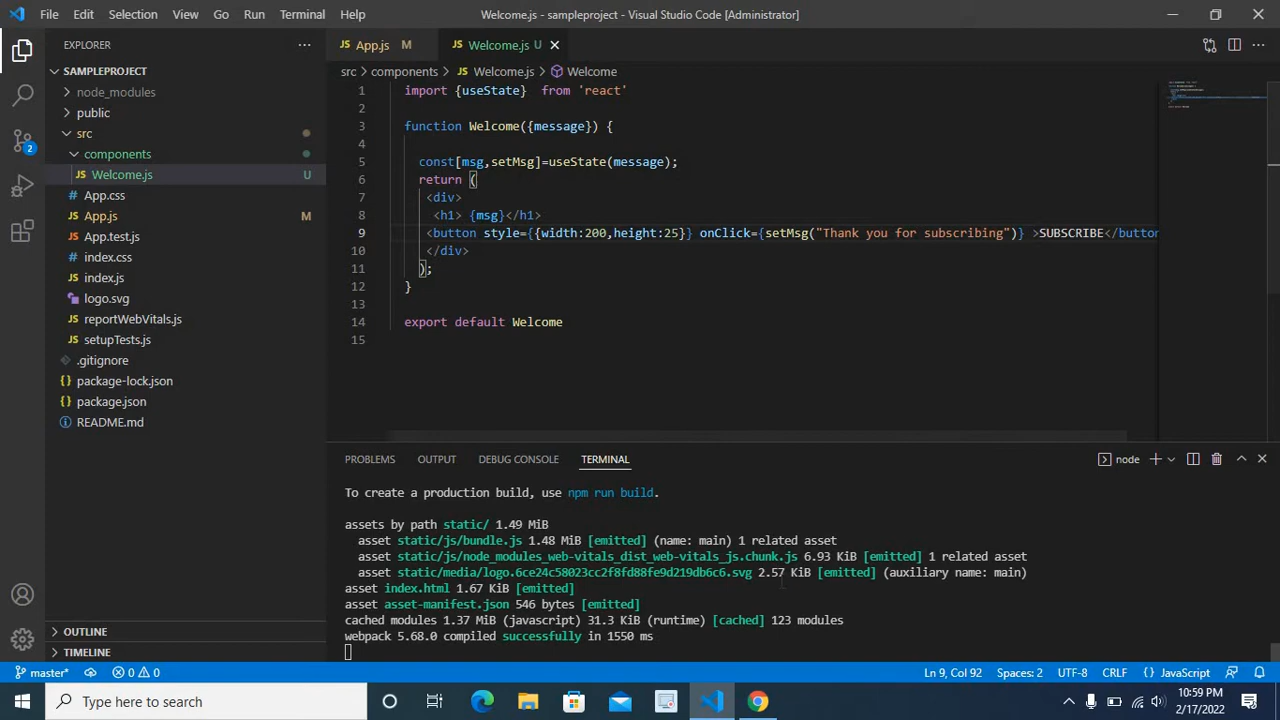 File Edit Selection View Go Run Terminal Help Welcome.js - sampleproject - Visual Studio Code [Administrator]
EXPLORER
App.js M
Welcome.js U
SAMPLEPROJECT
node_modules
public
src
components
Welcome.js U
App.css
App.js M
App.test.js
index.css
index.js
logo.svg
reportWebVitals.js
setupTests.js
.gitignore
package-lock.json
package.json
README.md
OUTLINE
TIMELINE
2
src components Welcome.js Welcome
1 import {useState} from 'react'
2
3 function Welcome({message}) {
4
5 const[msg,setMsg]=useState(message);
6 return (
7 <div>
8 <h1> {msg}</h1>
9 <button style={{width:200,height:25}} onClick={setMsg("Thank you for subscribing")} >SUBSCRIBE</button
10 </div>
11 );
12 }
13
14 export default Welcome
15
PROBLEMS OUTPUT DEBUG CONSOLE TERMINAL node
To create a production build, use npm run build.
assets by path static/ 1.49 MiB
asset static/js/bundle.js 1.48 MiB [emitted] (name: main) 1 related asset
asset static/js/node_modules_web-vitals_dist_web-vitals_js.chunk.js 6.93 KiB [emitted] 1 related asset
asset static/media/logo.6ce24c58023cc2f8fd88fe9d219db6c6.svg 2.57 KiB [emitted] (auxiliary name: main)
asset index.html 1.67 KiB [emitted]
asset asset-manifest.json 546 bytes [emitted]
cached modules 1.37 MiB (javascript) 31.3 KiB (runtime) [cached] 123 modules
webpack 5.68.0 compiled successfully in 1550 ms
master* 0 0 Ln 9, Col 92 Spaces: 2 UTF-8 CRLF {} JavaScript
Type here to search
10:59 PM
2/17/2022